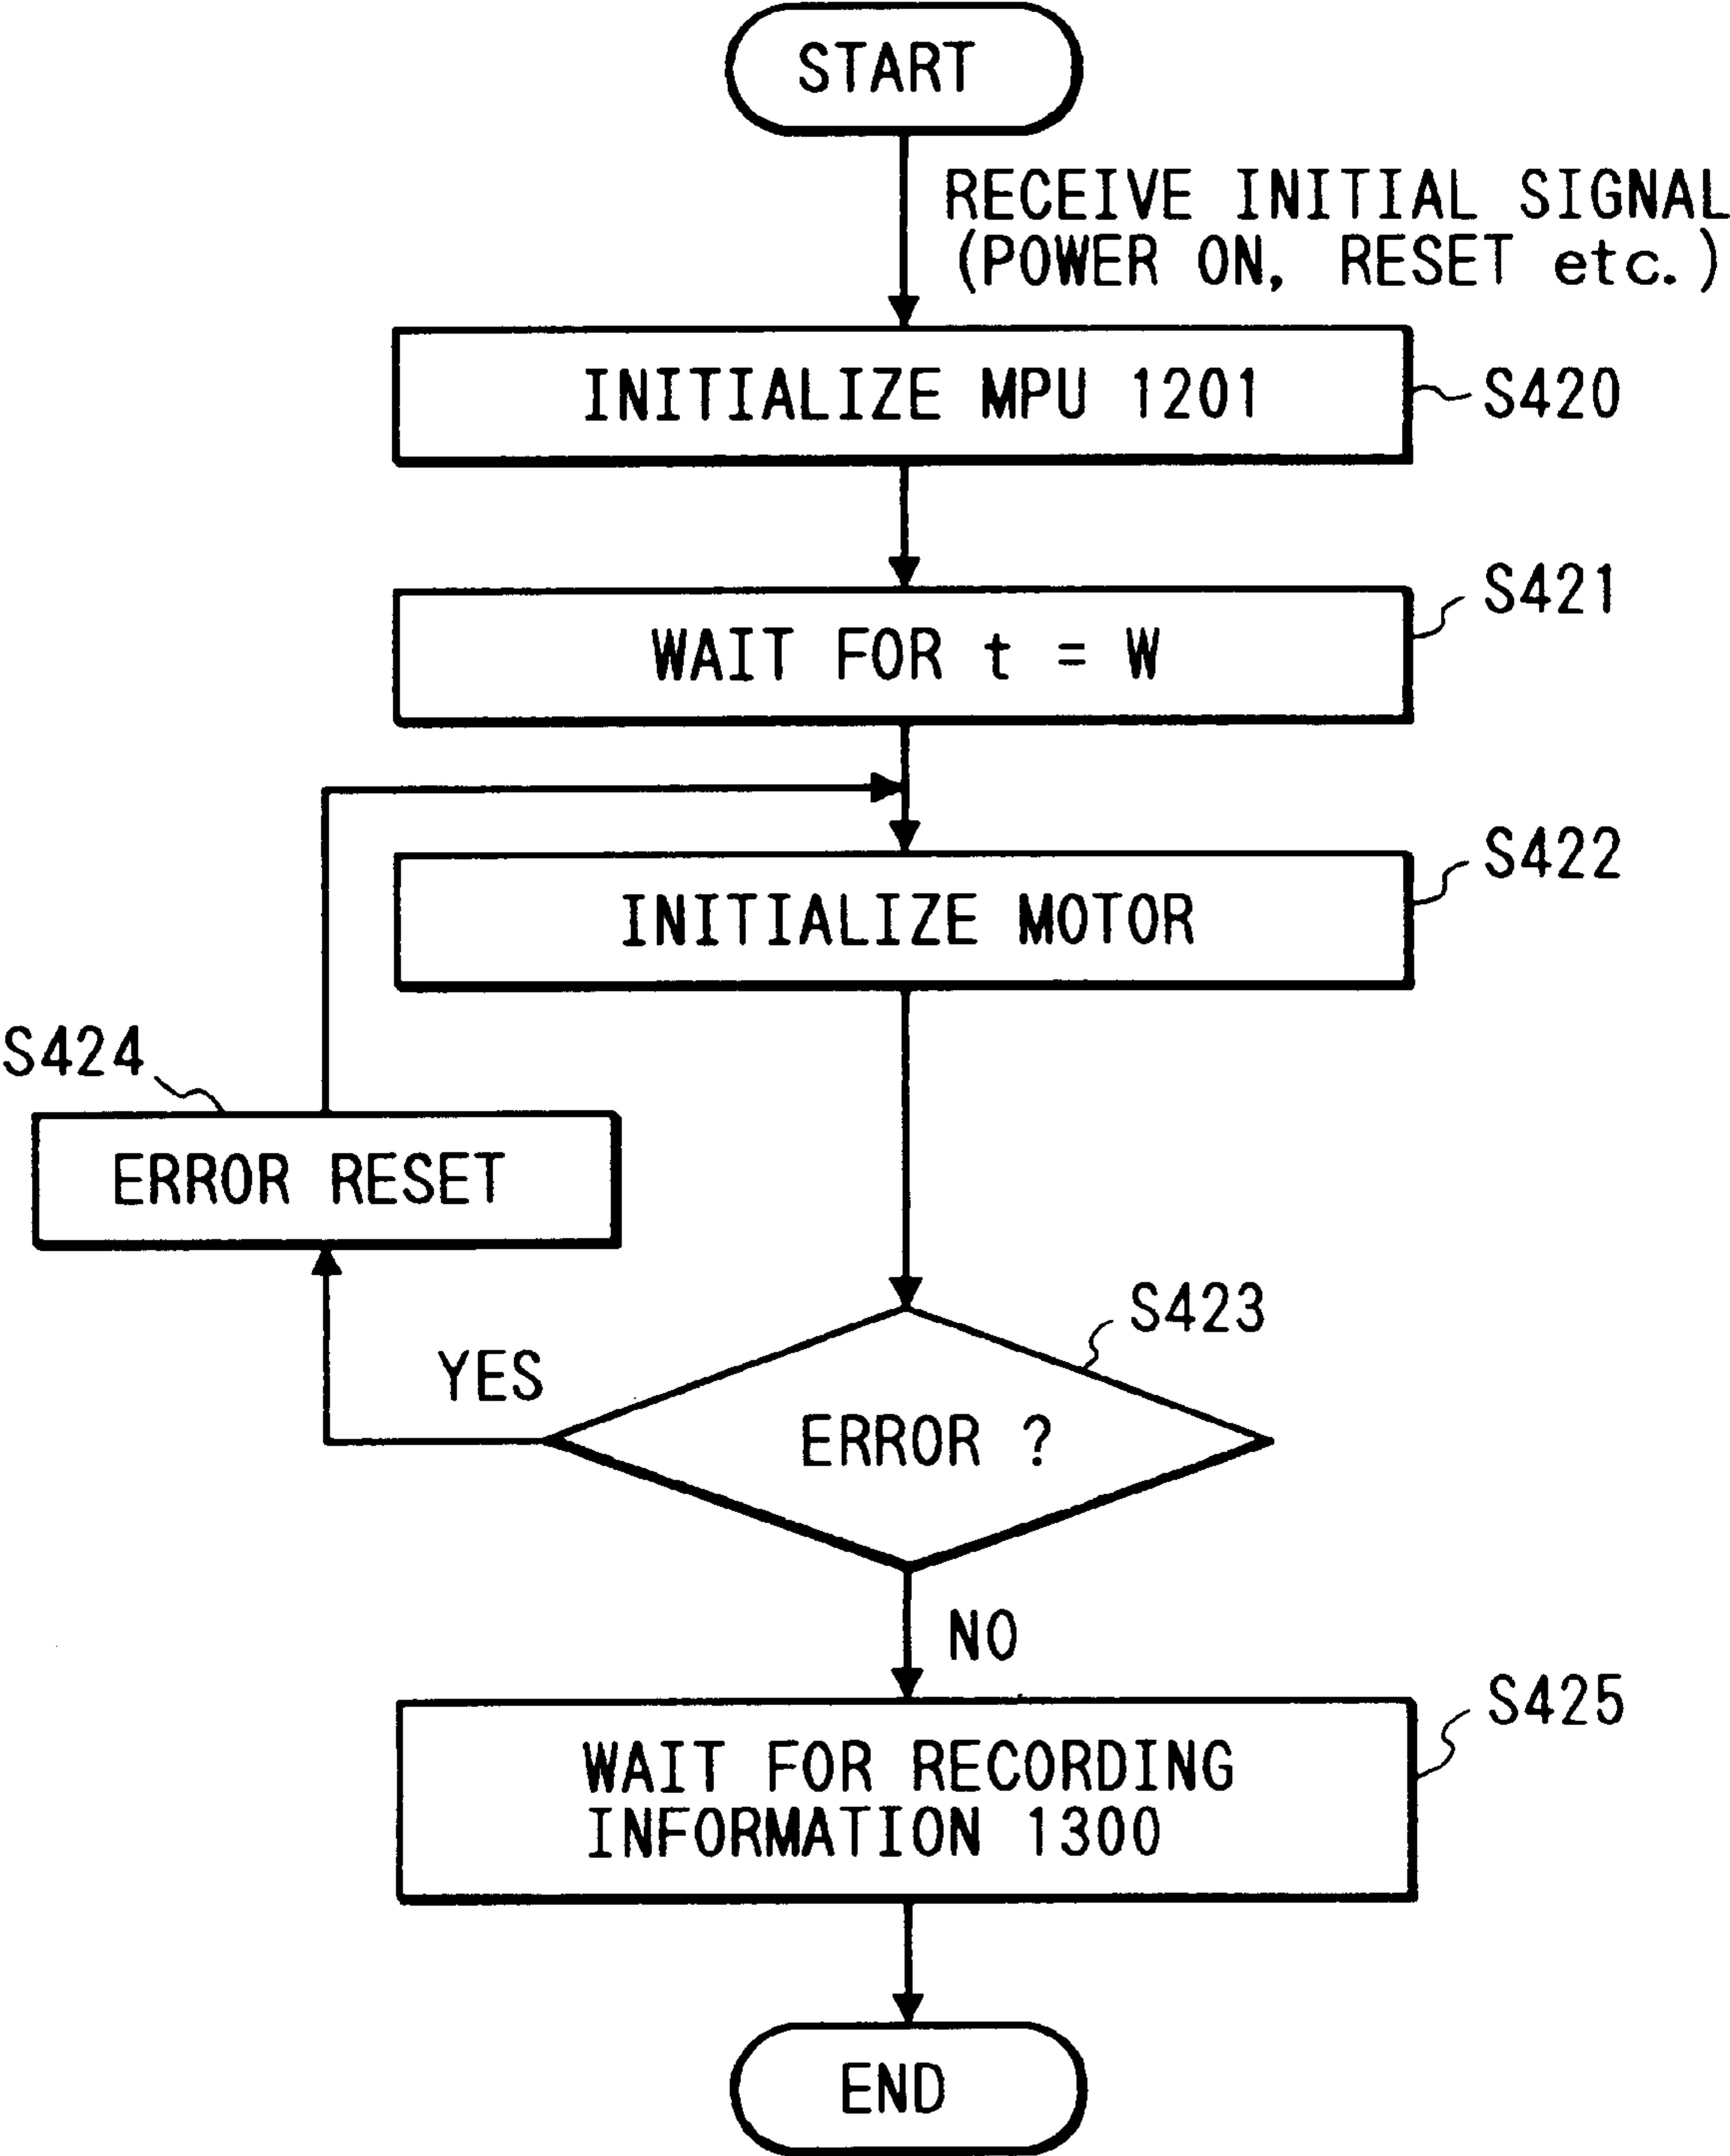 START
RECEIVE INITIAL SIGNAL
(POWER ON, RESET etc.)
INITIALIZE MPU 1201
S420
S421
WAIT FOR t = W
S422
INITIALIZE MOTOR
S424
ERROR RESET
S423
YES
ERROR ?
NO
S425
WAIT FOR RECORDING
INFORMATION 1300
END